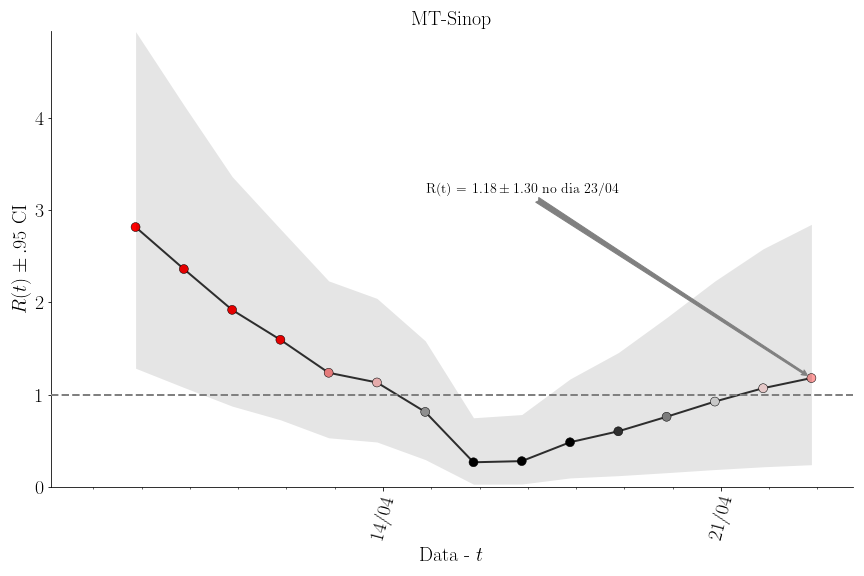 MT-Sinop
R(t) ± .95 CI
4
3
2
1
0
R(t) = 1.18 ± 1.30 no dia 23/04
14/04
21/04
Data - t